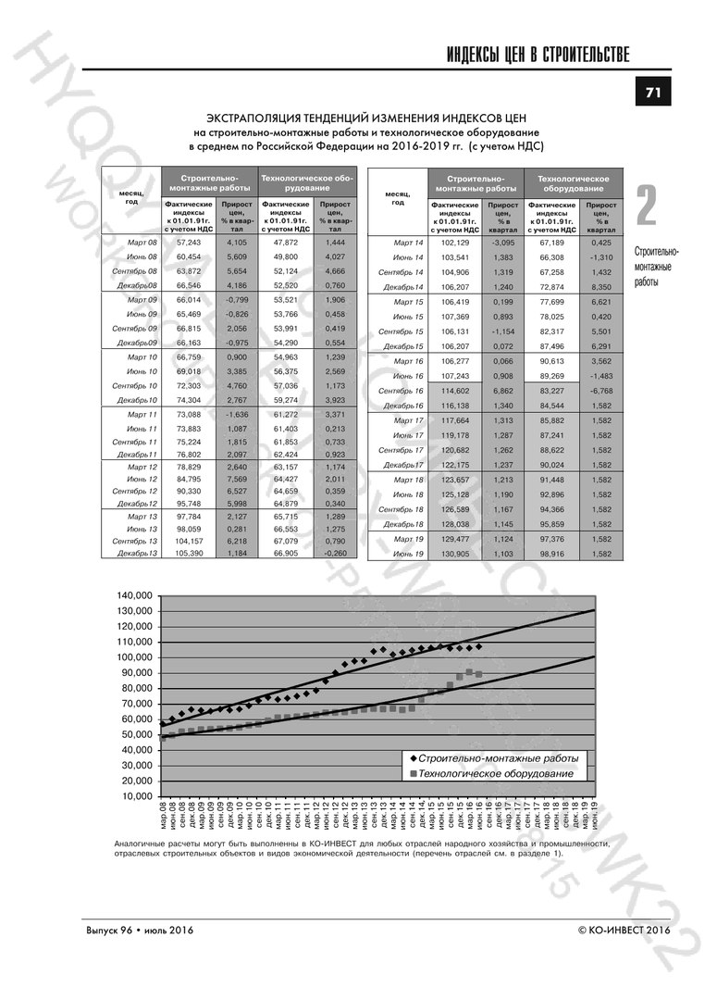 ИНДЕКСЫ ЦЕН В СТРОИТЕЛЬСТВЕ
71
ЭКСТРАПОЛЯЦИЯ ТЕНДЕНЦИЙ ИЗМЕНЕНИЯ ИНДЕКСОВ ЦЕН
на строительно-монтажные работы и технологическое оборудование
в среднем по Российской Федерации на 2016-2019 гг. (с учетом НДС)
2
Строительно-
монтажные
работы
месяц,
год
Строительно-
монтажные работы
Технологическое обо-
рудование
Фактические
индексы
к 01.01.91г.
с учетом НДС
Прирост
цен,
% в квар-
тал
Фактические
индексы
к 01.01.91г.
с учетом НДС
Прирост
цен,
% в квар-
тал
Март 08 57,243 4,105 47,872 1,444
Июнь 08 60,454 5,609 49,800 4,027
Сентябрь 08 63,872 5,654 52,124 4,666
Декабрь08 66,546 4,186 52,520 0,760
Март 09 66,014 -0,799 53,521 1,906
Июнь 09 65,469 -0,826 53,766 0,458
Сентябрь 09 66,815 2,056 53,991 0,419
Декабрь09 66,163 -0,975 54,290 0,554
Март 10 66,759 0,900 54,963 1,239
Июнь 10 69,018 3,385 56,375 2,569
Сентябрь 10 72,303 4,760 57,036 1,173
Декабрь10 74,304 2,767 59,274 3,923
Март 11 73,088 -1,636 61,272 3,371
Июнь 11 73,883 1,087 61,403 0,213
Сентябрь 11 75,224 1,815 61,853 0,733
Декабрь11 76,802 2,097 62,424 0,923
Март 12 78,829 2,640 63,157 1,174
Июнь 12 84,795 7,569 64,427 2,011
Сентябрь 12 90,330 6,527 64,659 0,359
Декабрь12 95,748 5,998 64,879 0,340
Март 13 97,784 2,127 65,715 1,289
Июнь 13 98,059 0,281 66,553 1,275
Сентябрь 13 104,157 6,218 67,079 0,790
Декабрь13 105,390 1,184 66,905 -0,260
месяц,
год
Строительно-
монтажные работы
Технологическое
оборудование
Фактические
индексы
к 01.01.91г.
с учетом НДС
Прирост
цен,
% в
квартал
Фактические
индексы
к 01.01.91г.
с учетом НДС
Прирост
цен,
% в
квартал
Март 14 102,129 -3,095 67,189 0,425
Июнь 14 103,541 1,383 66,308 -1,310
Сентябрь 14 104,906 1,319 67,258 1,432
Декабрь14 106,207 1,240 72,874 8,350
Март 15 106,419 0,199 77,699 6,621
Июнь 15 107,369 0,893 78,025 0,420
Сентябрь 15 106,131 -1,154 82,317 5,501
Декабрь15 106,207 0,072 87,496 6,291
Март 16 106,277 0,066 90,613 3,562
Июнь 16 107,243 0,908 89,269 -1,483
Сентябрь 16 114,602 6,862 83,227 -6,768
Декабрь16 116,138 1,340 84,544 1,582
Март 17 117,664 1,313 85,882 1,582
Июнь 17 119,178 1,287 87,241 1,582
Сентябрь 17 120,682 1,262 88,622 1,582
Декабрь17 122,175 1,237 90,024 1,582
Март 18 123,657 1,213 91,448 1,582
Июнь 18 125,128 1,190 92,896 1,582
Сентябрь 18 126,589 1,167 94,366 1,582
Декабрь18 128,038 1,145 95,859 1,582
Март 19 129,477 1,124 97,376 1,582
Июнь 19 130,905 1,103 98,916 1,582
140,000
130,000
120,000
110,000
100,000
90,000
80,000
70,000
60,000
50,000
40,000
30,000
20,000
10,000
Строительно-монтажные работы
Технологическое оборудование
мар.08
июн.08
сен.08
дек.08
мар.09
июн.09
сен.09
дек.09
мар.10
июн.10
сен.10
дек.10
мар.11
июн.11
сен.11
дек.11
мар.12
июн.12
сен.12
дек.12
мар.13
июн.13
сен.13
дек.13
мар.14
июн.14
сен.14
дек.14,
мар.15
июн.15
сен.15
дек.15
мар.16
июн.16
сен.16
дек.16
мар.17
июн.17
сен.17
дек.17
мар.18
июн.18
сен.18
дек.18
мар.19
июн.19
Аналогичные расчеты могут быть выполненны в КО-ИНВЕСТ для любых отраслей народного хозяйства и промышленности,
отраслевых строительных объектов и видов экономической деятельности (перечень отраслей см. в разделе 1).
Выпуск 96 • июль 2016
© КО-ИНВЕСТ 2016